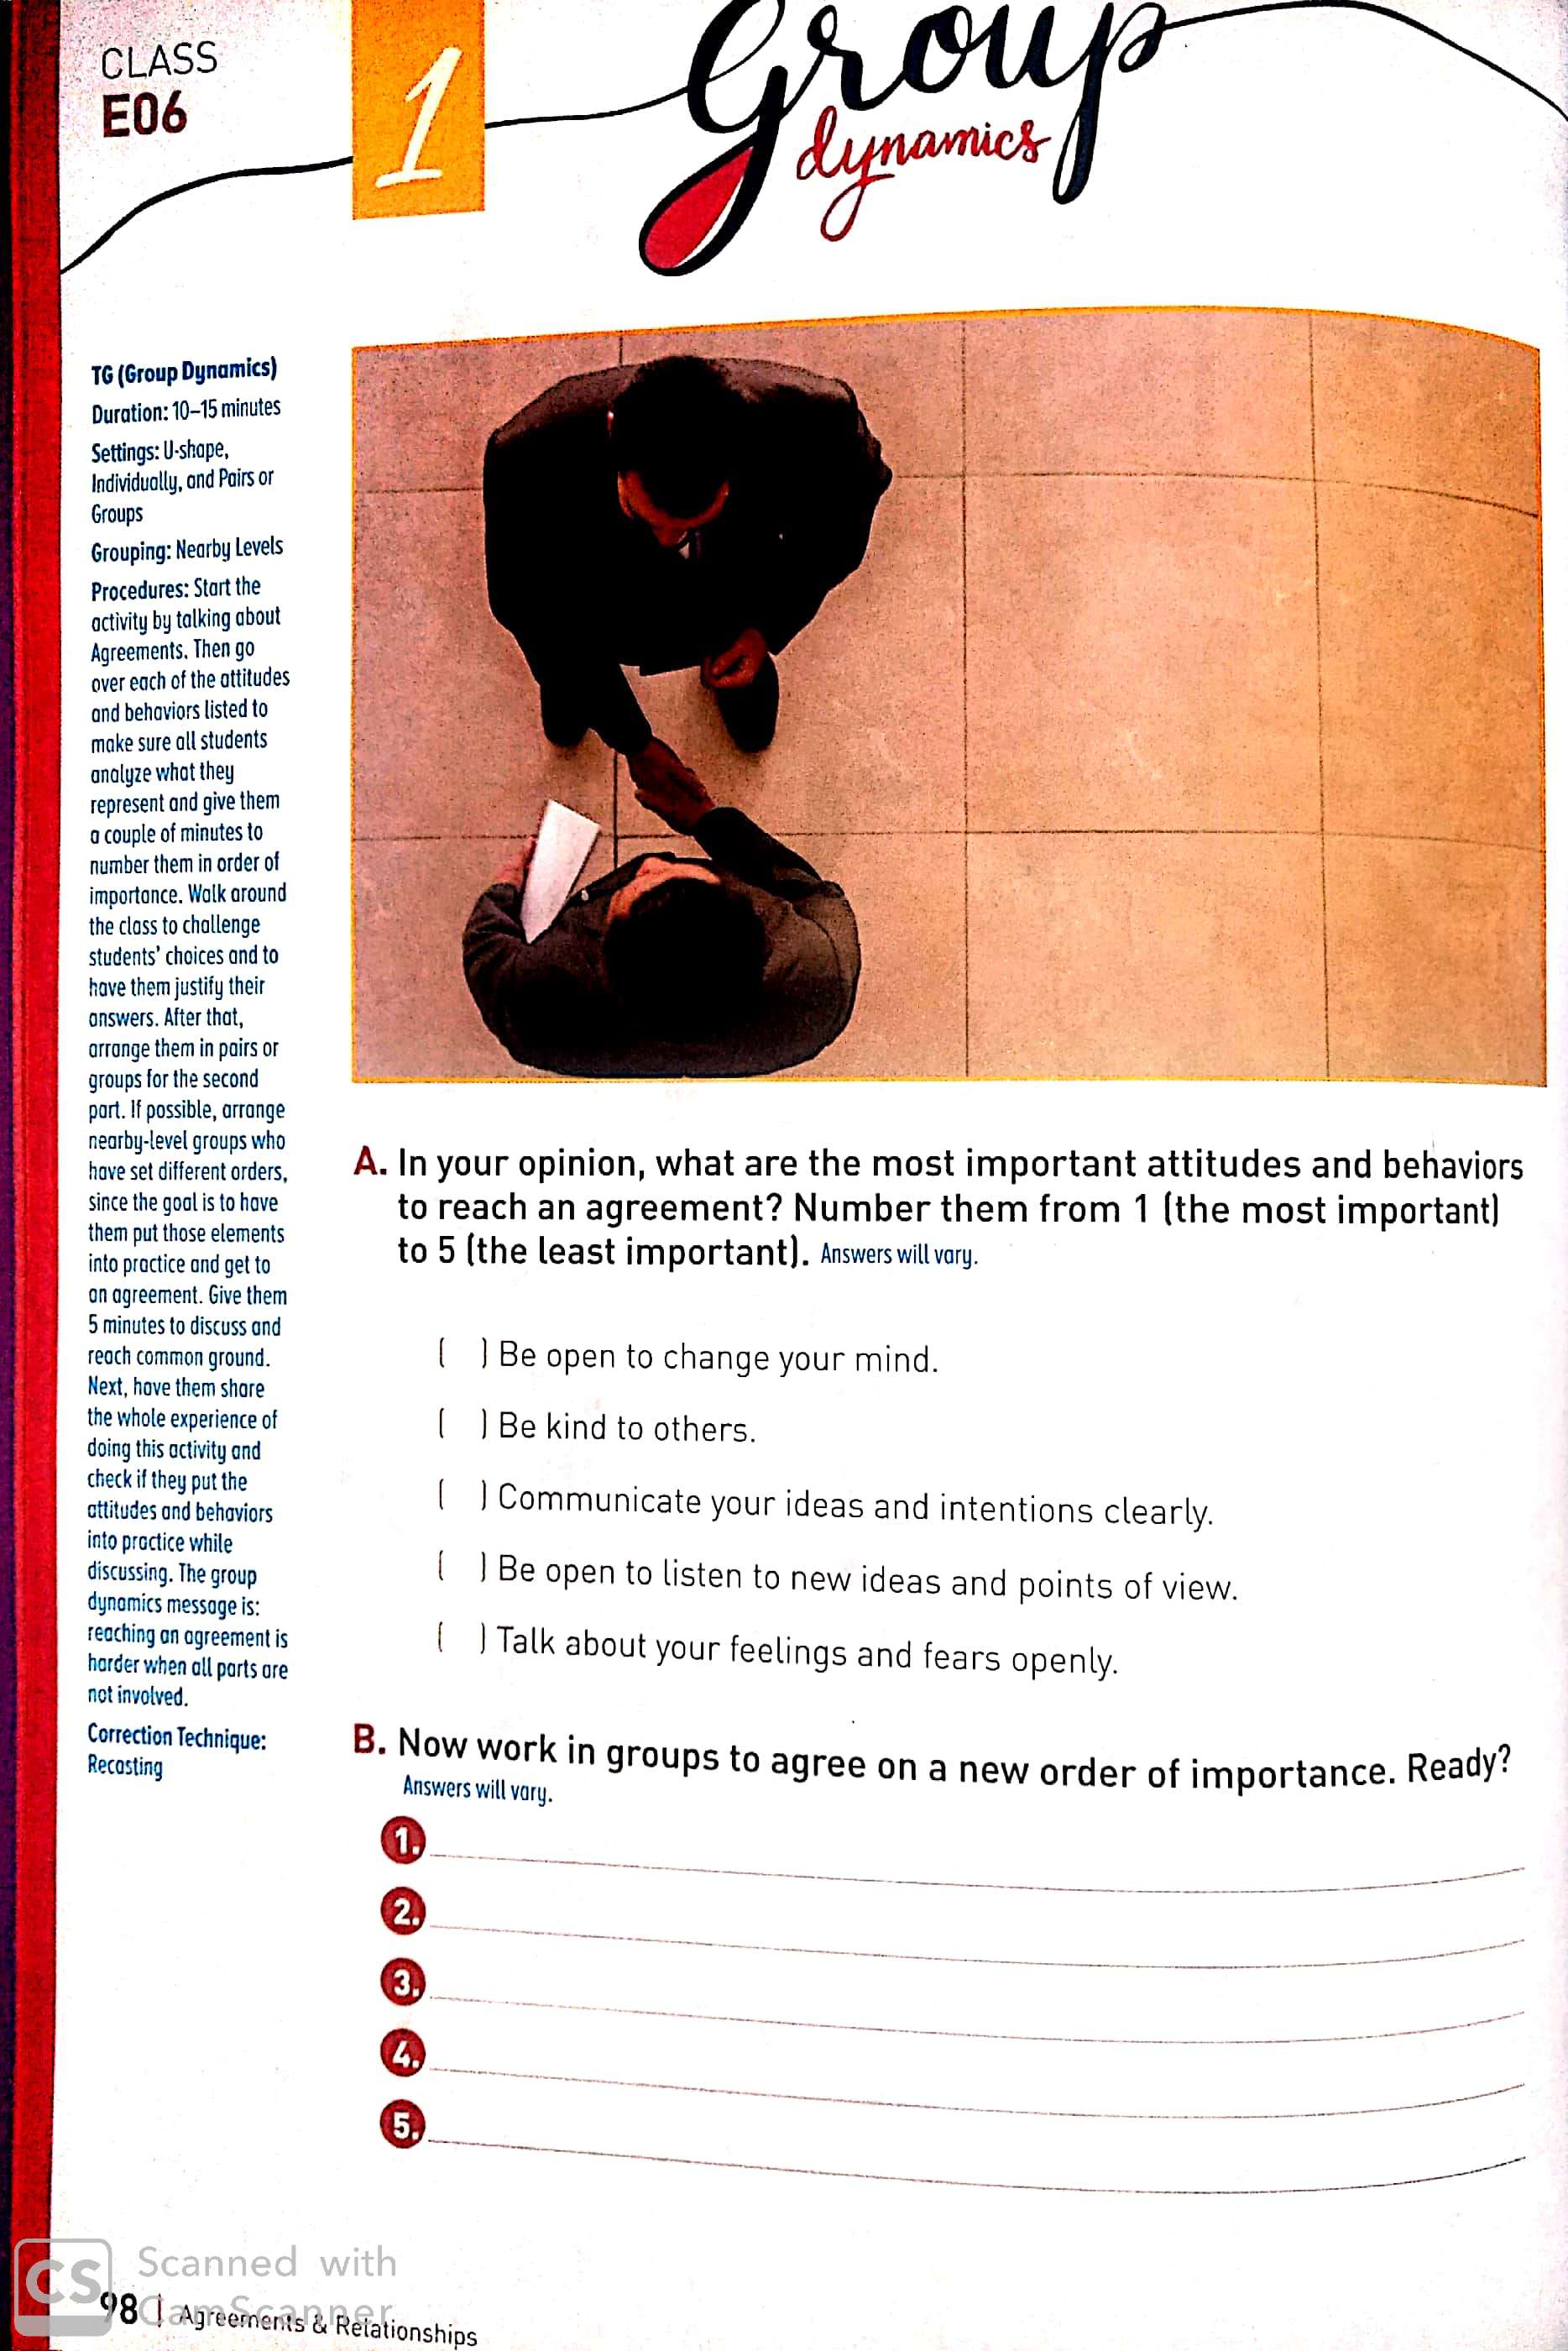 CLASS
E06
1
Group
dynamics
TG (Group Dynamics)
Duration: 10–15 minutes
Settings: U-shape,
Individually, and Pairs or
Groups
Grouping: Nearby Levels
Procedures: Start the
activity by talking about
Agreements. Then go
over each of the attitudes
and behaviors listed to
make sure all students
analyze what they
represent and give them
a couple of minutes to
number them in order of
importance. Walk around
the class to challenge
students' choices and to
have them justify their
answers. After that,
arrange them in pairs or
groups for the second
part. If possible, arrange
nearby-level groups who
have set different orders,
since the goal is to have
them put those elements
into practice and get to
an agreement. Give them
5 minutes to discuss and
reach common ground.
Next, have them share
the whole experience of
doing this activity and
check if they put the
attitudes and behaviors
into practice while
discussing. The group
dynamics message is:
reaching an agreement is
harder when all parts are
not involved.
Correction Technique:
Recasting
A. In your opinion, what are the most important attitudes and behaviors
to reach an agreement? Number them from 1 (the most important)
to 5 (the least important). Answers will vary.
( ) Be open to change your mind.
( ) Be kind to others.
( ) Communicate your ideas and intentions clearly.
( ) Be open to listen to new ideas and points of view.
( ) Talk about your feelings and fears openly.
B. Now work in groups to agree on a new order of importance. Ready?
Answers will vary.
1.
2.
3.
4.
5.
CS Scanned with
CamScanner
98 | Agreements & Relationships